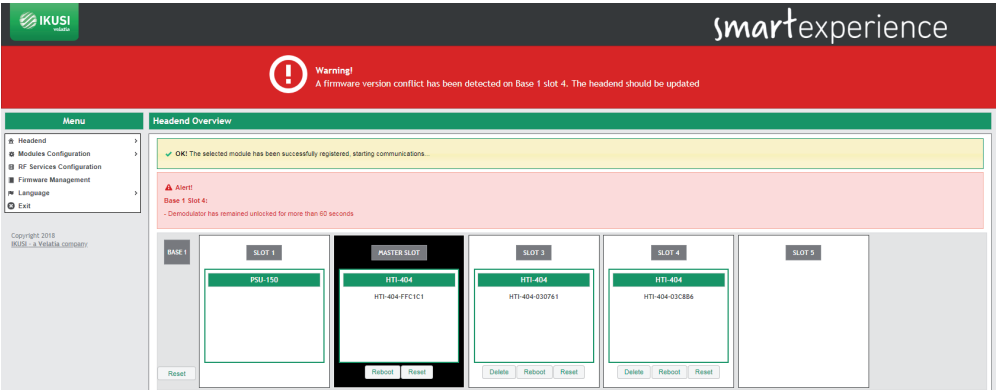 IKUSI
velatia
smartexperience
Warning!
A firmware version conflict has been detected on Base 1 slot 4. The headend should be updated
Menu
Headend
Modules Configuration
RF Services Configuration
Firmware Management
Language
Exit
Copyright 2018
IKUSI - a Velatia company
Headend Overview
OK! The selected module has been successfully registered, starting communications...
Alert!
Base 1 Slot 4:
- Demodulator has remained unlocked for more than 60 seconds
BASE 1
SLOT 1
MASTER SLOT
SLOT 3
SLOT 4
SLOT 5
PSU-150
HTI-404
HTI-404
HTI-404
HTI-404-FFC1C1
HTI-404-030761
HTI-404-03C8B6
Reset
Reboot Reset
Delete Reboot Reset
Delete Reboot Reset